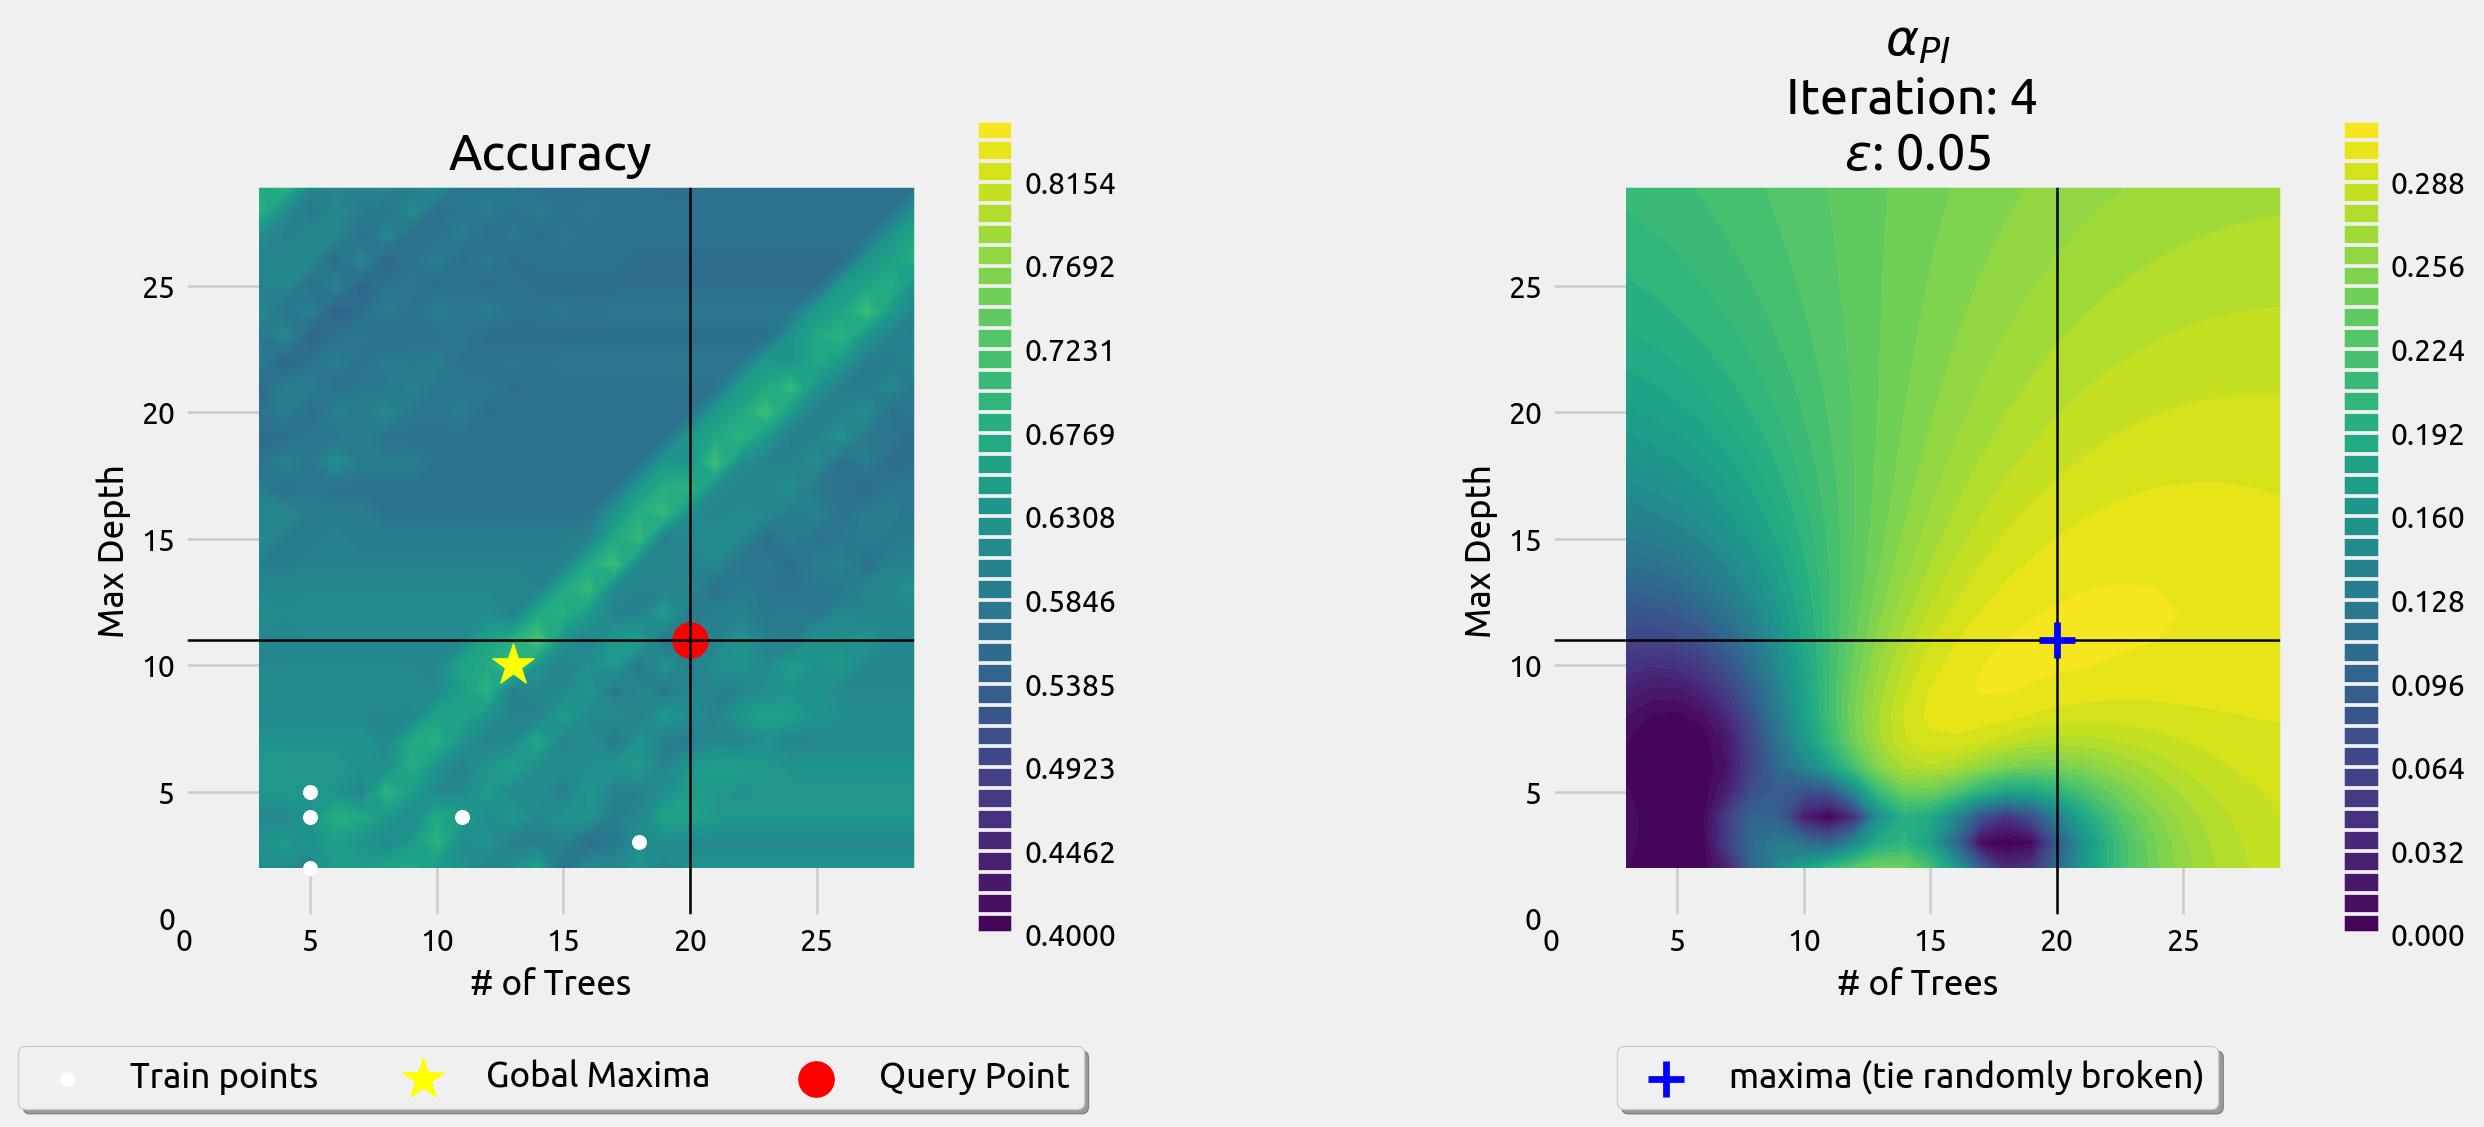 Accuracy
25
20
15
10
5
0
0 5 10 15 20 25
Max Depth
# of Trees
0.8154
0.7692
0.7231
0.6769
0.6308
0.5846
0.5385
0.4923
0.4462
0.4000
Train points
Gobal Maxima
Query Point
α_PI
Iteration: 4
ε: 0.05
25
20
15
10
5
0
0 5 10 15 20 25
Max Depth
# of Trees
0.288
0.256
0.224
0.192
0.160
0.128
0.096
0.064
0.032
0.000
maxima (tie randomly broken)